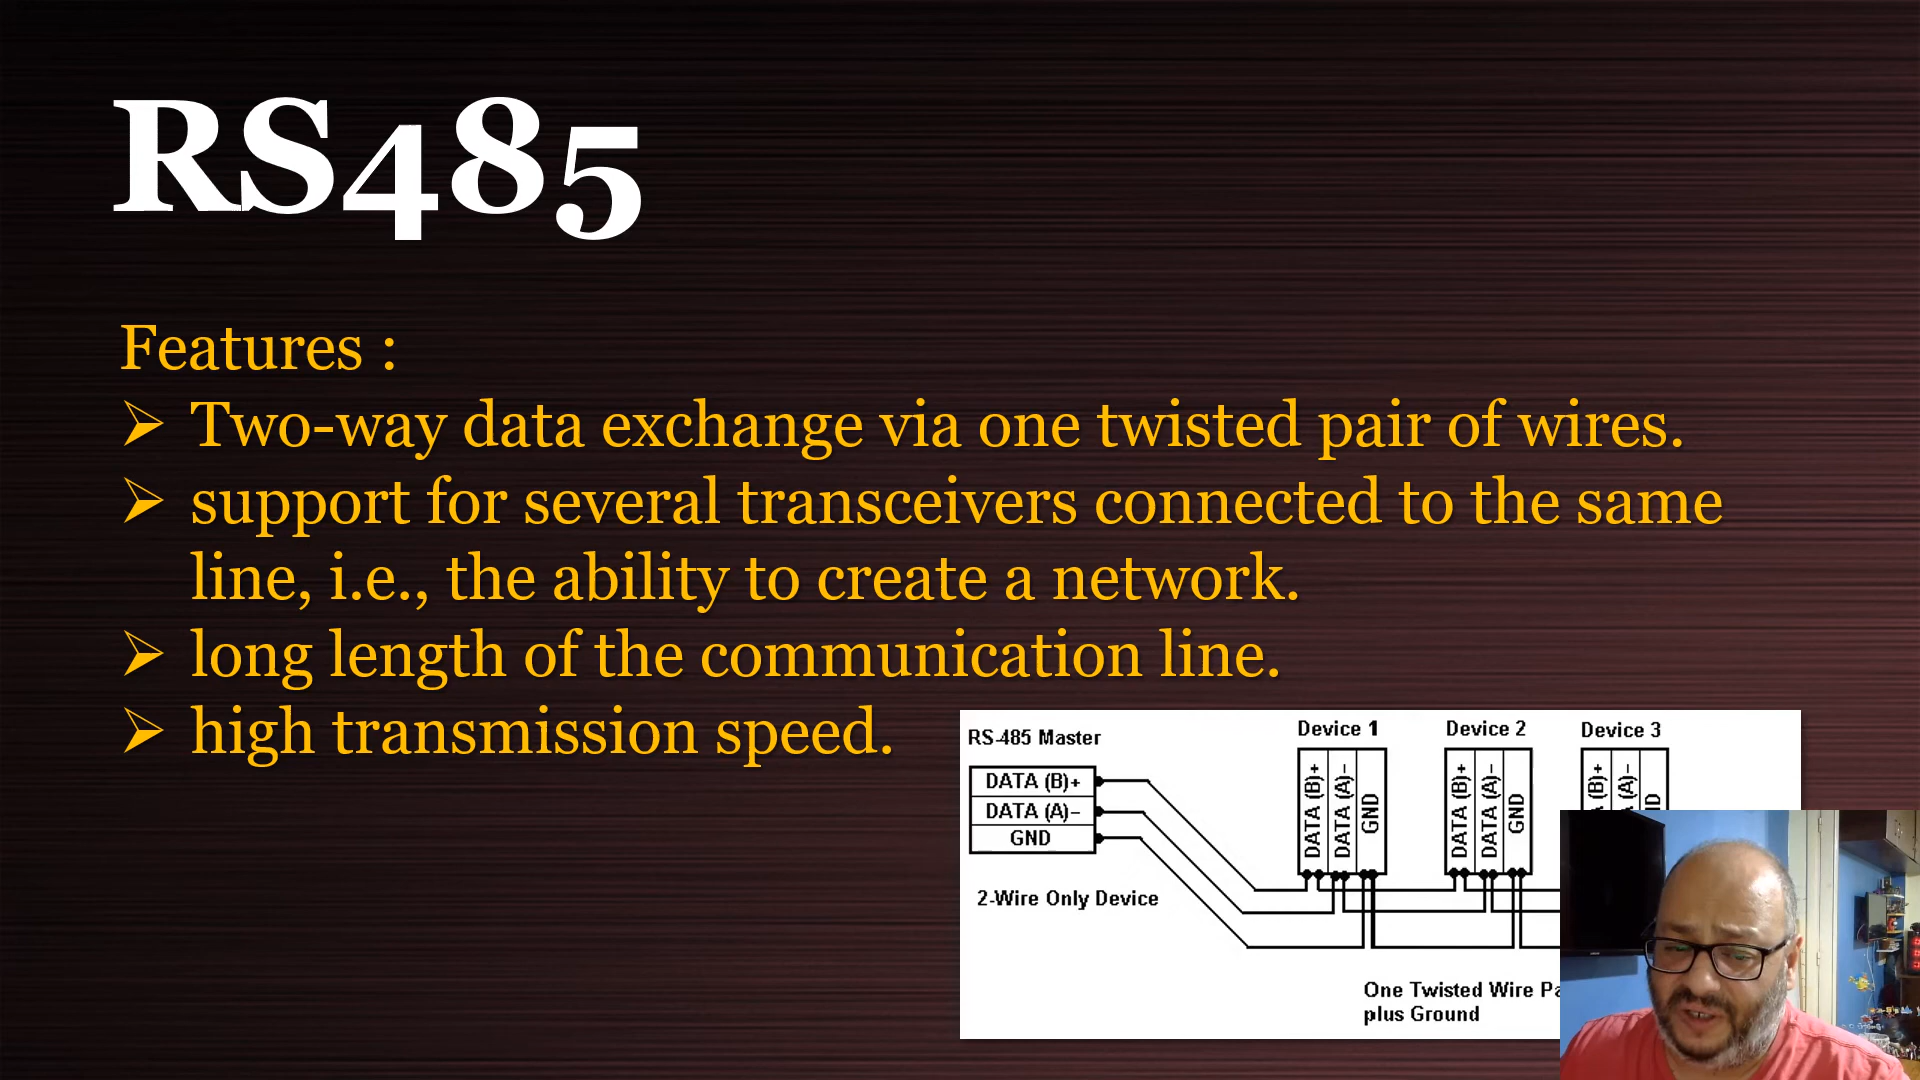 RS485
Features :
Two-way data exchange via one twisted pair of wires.
support for several transceivers connected to the same
line, i.e., the ability to create a network.
long length of the communication line.
high transmission speed.
RS-485 Master
DATA (B)+
DATA (A)–
GND
2-Wire Only Device
Device 1
DATA (B)+
DATA (A)–
GND
Device 2
DATA (B)+
DATA (A)–
GND
Device 3
(B)+
(A)–
One Twisted Wire
plus Ground